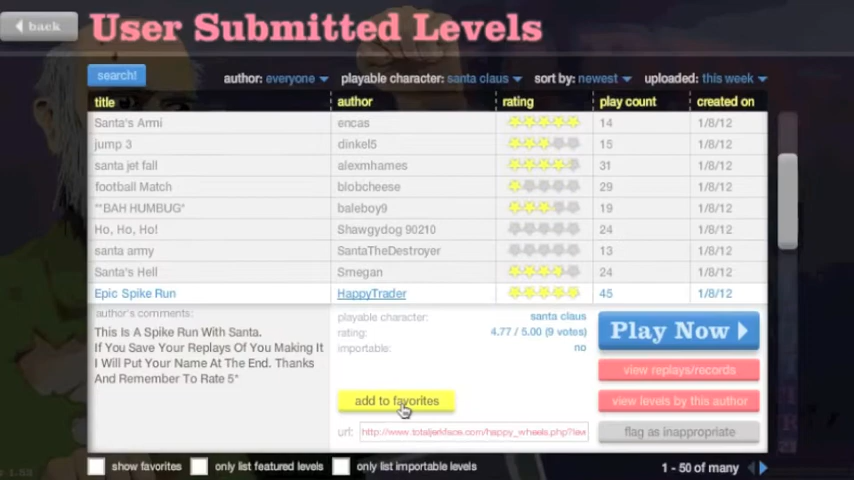 back
User Submitted Levels
search!
author: everyone
playable character: santa claus
sort by: newest
uploaded: this week
title author rating play count created on
Santa's Armi encas 14 1/8/12
jump 3 dinkel5 15 1/8/12
santa jet fall alexmhames 31 1/8/12
football Match blobcheese 29 1/8/12
**BAH HUMBUG* baleboy9 19 1/8/12
Ho, Ho, Ho! Shawgydog 90210 24 1/8/12
santa army SantaTheDestroyer 13 1/8/12
Santa's Hell Smegan 24 1/8/12
Epic Spike Run HappyTrader 45 1/8/12
author's comments:
This Is A Spike Run With Santa.
If You Save Your Replays Of You Making It
I Will Put Your Name At The End. Thanks
And Remember To Rate 5*
playable character: santa claus
rating: 4.77 / 5.00 (9 votes)
importable: no
add to favorites
url: http://www.totaljerkface.com/happy_wheels.php?lev
Play Now
view replays/records
view levels by this author
flag as inappropriate
show favorites
only list featured levels
only list importable levels
1 - 50 of many